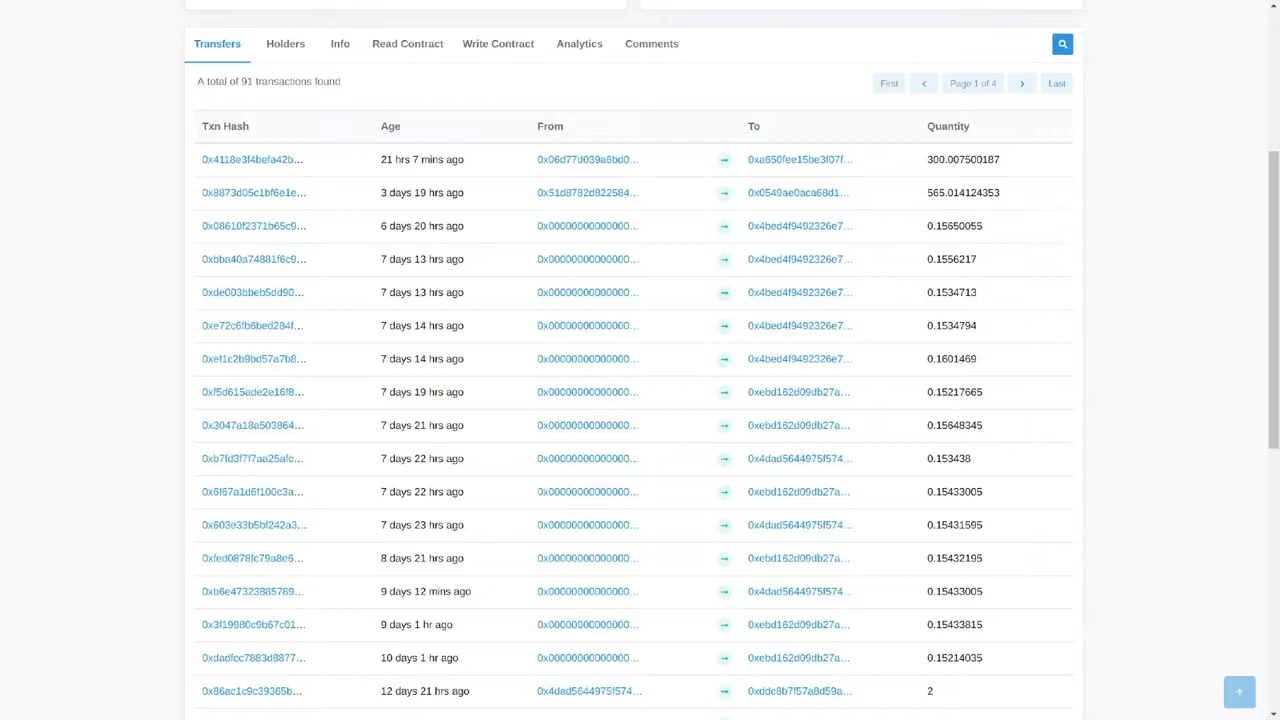 Transfers Holders Info Read Contract Write Contract Analytics Comments
A total of 91 transactions found
First Page 1 of 4 Last
Txn Hash Age From To Quantity
0x4118e3f4befa42b... 21 hrs 7 mins ago 0x06d77d039a6bd0... 0xa650fee15be3f07f... 300.007500187
0x8873d05c1bf6e1e... 3 days 19 hrs ago 0x51d8782d822584... 0x0549ae0aca68d1... 565.014124353
0x08610f2371b65c9... 6 days 20 hrs ago 0x00000000000000... 0x4bed4f9492326e7... 0.15650055
0xbba40a74881f6c9... 7 days 13 hrs ago 0x00000000000000... 0x4bed4f9492326e7... 0.1556217
0xde003bbeb5dd90... 7 days 13 hrs ago 0x00000000000000... 0x4bed4f9492326e7... 0.1534713
0xe72c6fb6bed284f... 7 days 14 hrs ago 0x00000000000000... 0x4bed4f9492326e7... 0.1534794
0xef1c2b9bd57a7b8... 7 days 14 hrs ago 0x00000000000000... 0x4bed4f9492326e7... 0.1601469
0xf5d615ade2e16f8... 7 days 19 hrs ago 0x00000000000000... 0xebd162d09db27a... 0.15217665
0x3047a18a503864... 7 days 21 hrs ago 0x00000000000000... 0xebd162d09db27a... 0.15648345
0xb7fd3f7f7aa25afc... 7 days 22 hrs ago 0x00000000000000... 0x4dad5644975f574... 0.153438
0x6f67a1d6f100c3a... 7 days 22 hrs ago 0x00000000000000... 0xebd162d09db27a... 0.15433005
0x603e33b5bf242a3... 7 days 23 hrs ago 0x00000000000000... 0x4dad5644975f574... 0.15431595
0xfed0878fc79a8e6... 8 days 21 hrs ago 0x00000000000000... 0xebd162d09db27a... 0.15432195
0xb6e47323885789... 9 days 12 mins ago 0x00000000000000... 0x4dad5644975f574... 0.15433005
0x3f19980c9b67c01... 9 days 1 hr ago 0x00000000000000... 0xebd162d09db27a... 0.15433815
0xdadfcc7883d8877... 10 days 1 hr ago 0x00000000000000... 0xebd162d09db27a... 0.15214035
0x86ac1c9c39365b... 12 days 21 hrs ago 0x4dad5644975f574... 0xddc8b7f57a8d59a... 2